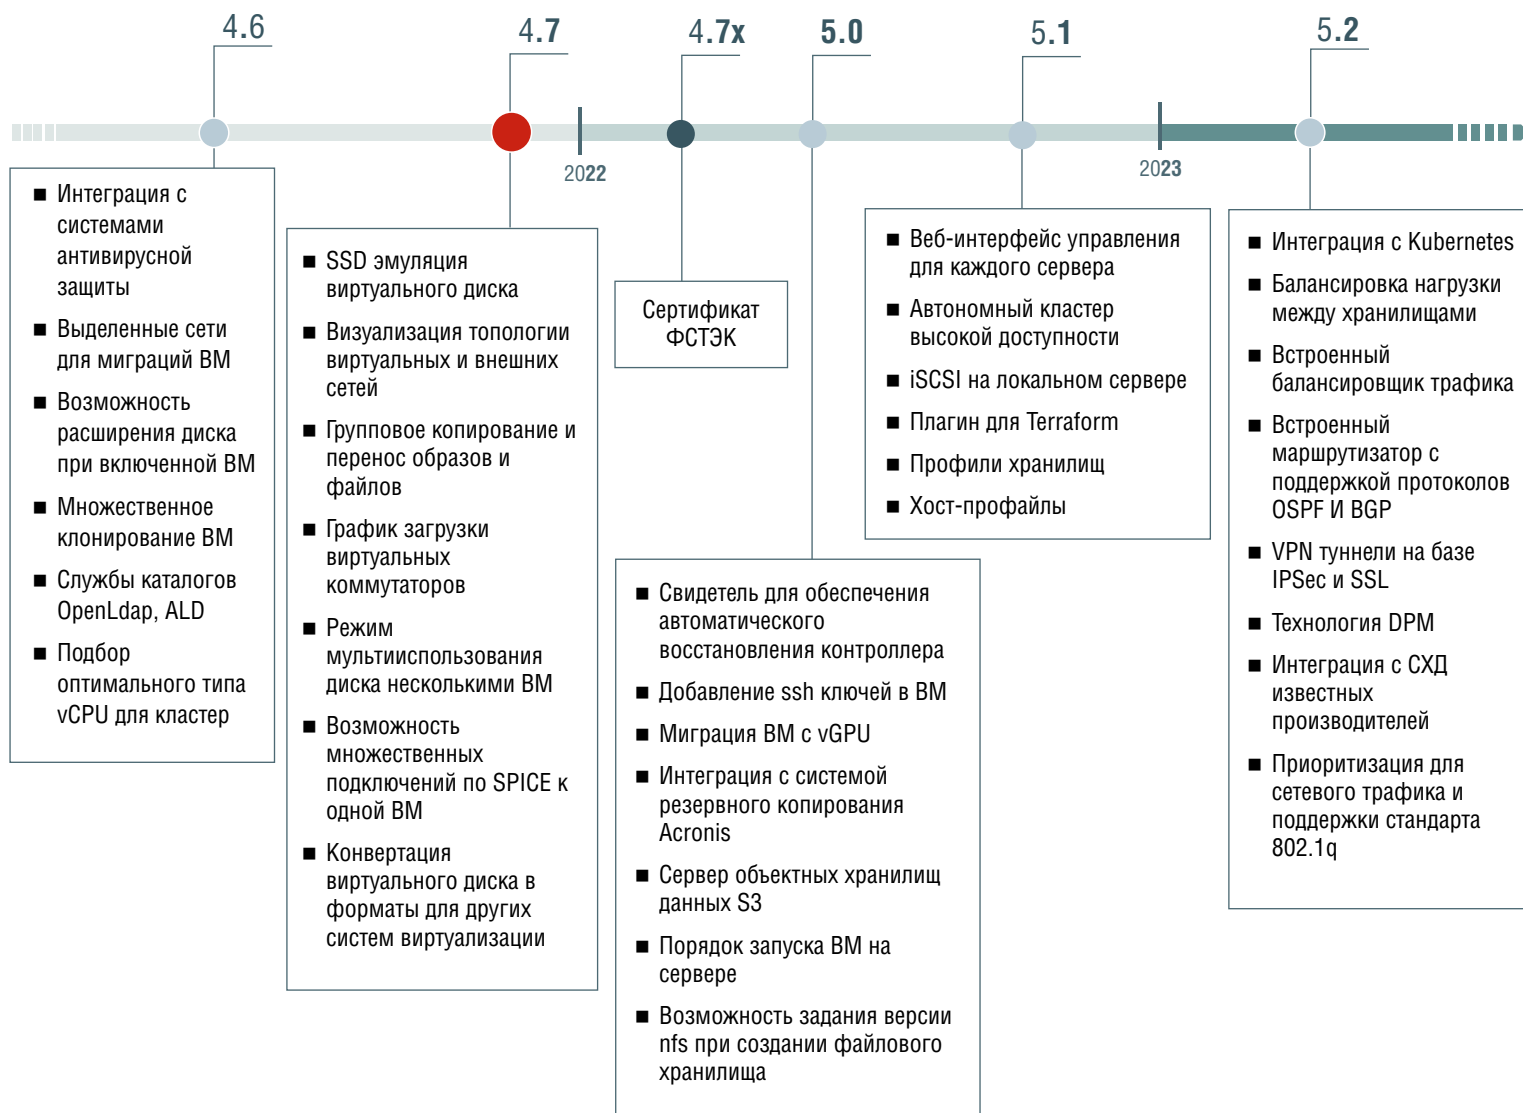 4.6
4.7
4.7x
5.0
5.1
5.2
2022
2023
Интеграция с
системами
антивирусной
защиты
Выделенные сети
для миграций ВМ
Возможность
расширения диска
при включенной ВМ
Множественное
клонирование ВМ
Службы каталогов
OpenLdap, ALD
Подбор
оптимального типа
vCPU для кластер
SSD эмуляция
виртуального диска
Визуализация топологии
виртуальных и внешних
сетей
Групповое копирование и
перенос образов и
файлов
График загрузки
виртуальных
коммутаторов
Режим
мультииспользования
диска несколькими ВМ
Возможность
множественных
подключений по SPICE к
одной ВМ
Конвертация
виртуального диска в
форматы для других
систем виртуализации
Сертификат
ФСТЭК
Свидетель для обеспечения
автоматического
восстановления контроллера
Добавление ssh ключей в ВМ
Миграция ВМ с vGPU
Интеграция с системой
резервного копирования
Acronis
Сервер объектных хранилищ
данных S3
Порядок запуска ВМ на
сервере
Возможность задания версии
nfs при создании файлового
хранилища
Веб-интерфейс управления
для каждого сервера
Автономный кластер
высокой доступности
iSCSI на локальном сервере
Плагин для Terraform
Профили хранилищ
Хост-профайлы
Интеграция с Kubernetes
Балансировка нагрузки
между хранилищами
Встроенный
балансировщик трафика
Встроенный
маршрутизатор с
поддержкой протоколов
OSPF И BGP
VPN туннели на базе
IPSec и SSL
Технология DPM
Интеграция с СХД
известных
производителей
Приоритизация для
сетевого трафика и
поддержки стандарта
802.1q